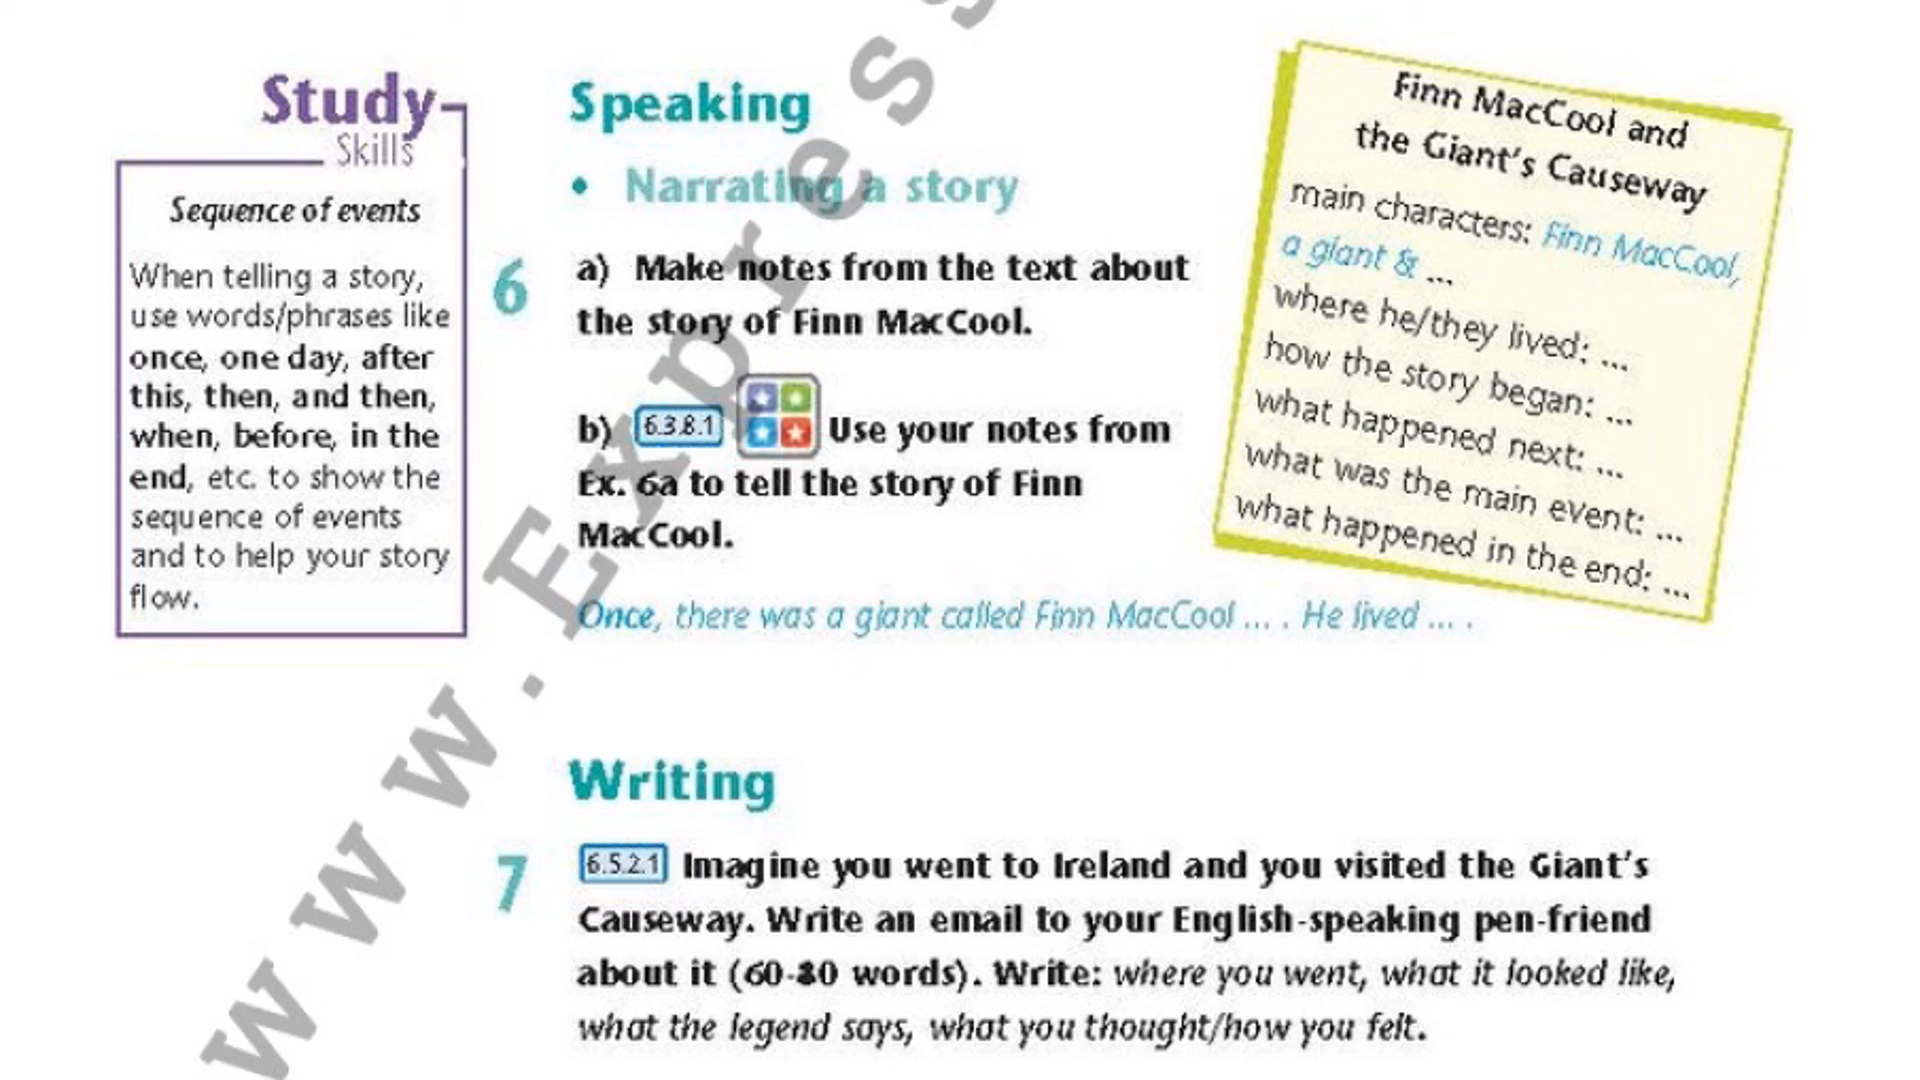 Study
Skills
Sequence of events
When telling a story,
use words/phrases like
once, one day, after
this, then, and then,
when, before, in the
end, etc. to show the
sequence of events
and to help your story
flow.
Speaking
• Narrating a story
6 a) Make notes from the text about
the story of Finn MacCool.
b) 6.3.8.1 Use your notes from
Ex. 6a to tell the story of Finn
MacCool.
Once, there was a giant called Finn MacCool ... . He lived ... .
Finn MacCool and
the Giant's Causeway
main characters: Finn MacCool,
a giant & ...
where he/they lived: ...
how the story began: ...
what happened next: ...
what was the main event: ...
what happened in the end: ...
Writing
7 6.5.2.1 Imagine you went to Ireland and you visited the Giant's
Causeway. Write an email to your English-speaking pen-friend
about it (60-80 words). Write: where you went, what it looked like,
what the legend says, what you thought/how you felt.
www.Express